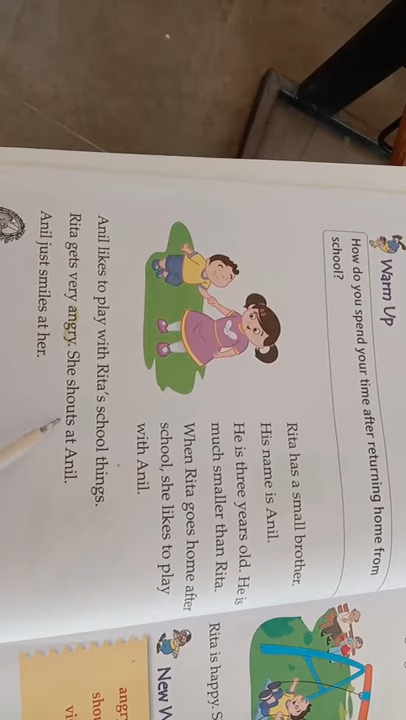 Warm Up
How do you spend your time after returning home from
school?
Rita has a small brother.
His name is Anil.
He is three years old. He is
much smaller than Rita.
When Rita goes home after
school, she likes to play
with Anil.
Anil likes to play with Rita's school things.
Rita gets very angry. She shouts at Anil.
Anil just smiles at her.
Rita is happy.
New